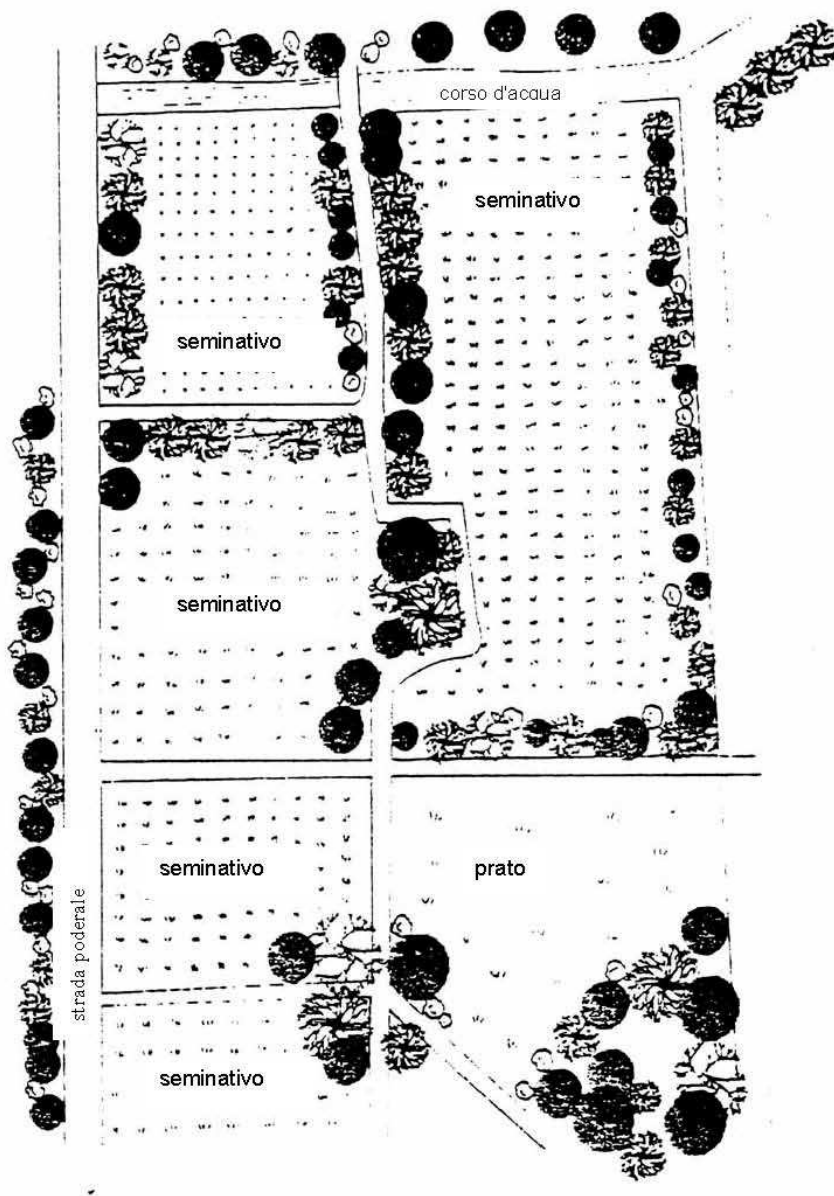 corso d'acqua
seminativo
seminativo
seminativo
seminativo
prato
strada poderale
seminativo